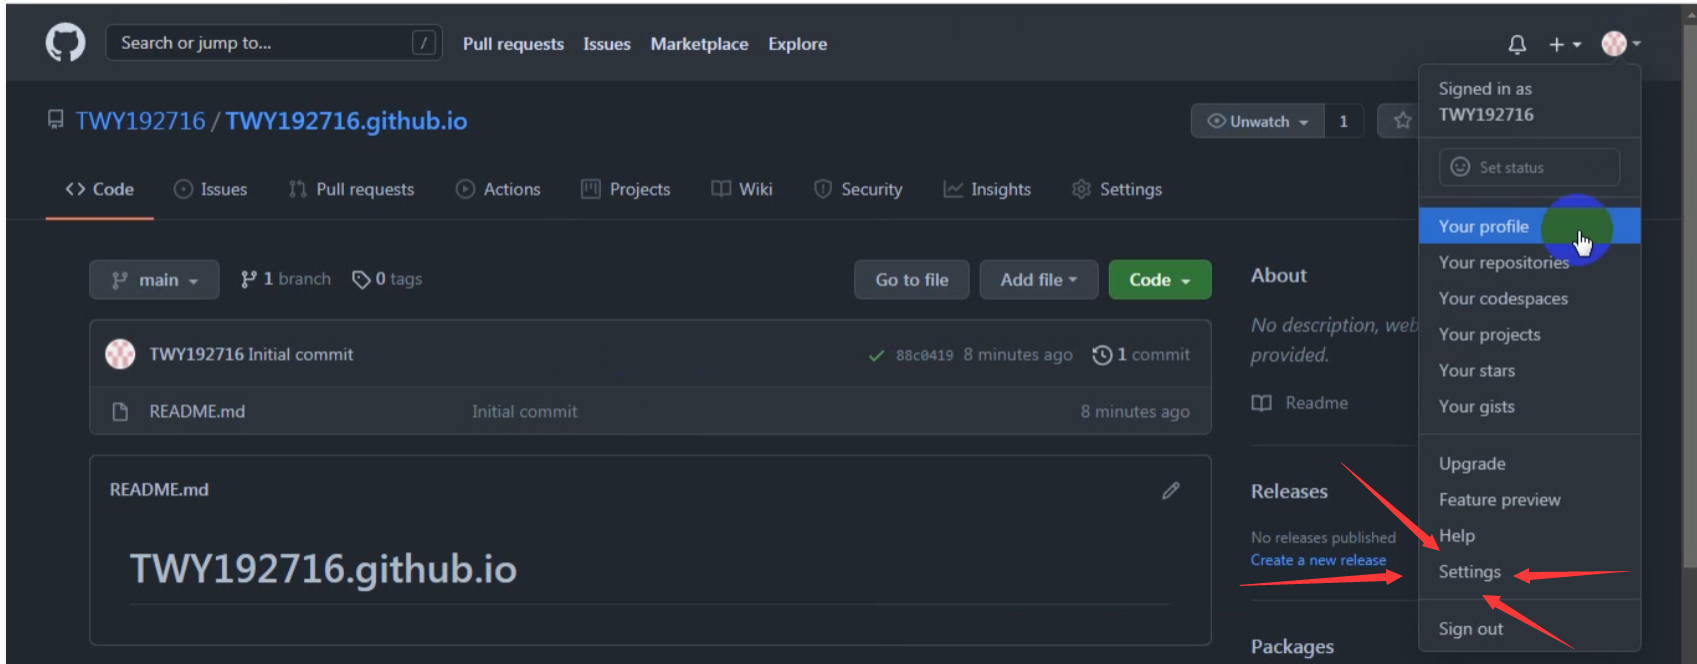 Search or jump to... /
Pull requests Issues Marketplace Explore
TWY192716 / TWY192716.github.io
Unwatch 1
Code Issues Pull requests Actions Projects Wiki Security Insights Settings
main 1 branch 0 tags
Go to file Add file Code
TWY192716 Initial commit 88c0419 8 minutes ago 1 commit
README.md Initial commit 8 minutes ago
README.md
TWY192716.github.io
About
No description,
provided.
Readme
Releases
No releases published
Create a new release
Packages
Signed in as
TWY192716
Set status
Your profile
Your repositories
Your codespaces
Your projects
Your stars
Your gists
Upgrade
Feature preview
Help
Settings
Sign out